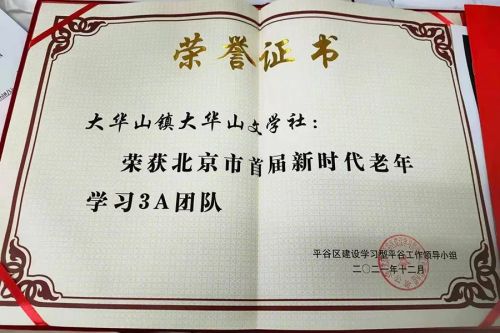 荣誉证书
大华山镇大华山文学社：
荣获北京市首届新时代老年
学习3A团队
平谷区建设学习型平谷工作领导小组
二〇二一年十二月